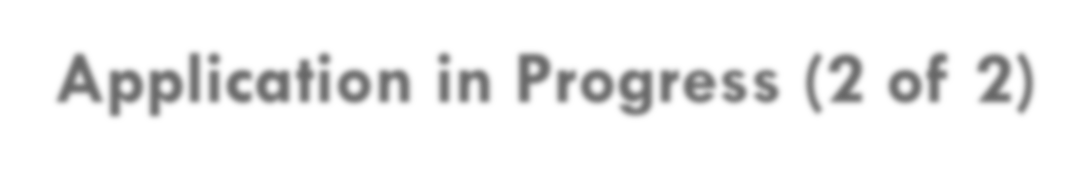 Application in Progress (2 of 2)